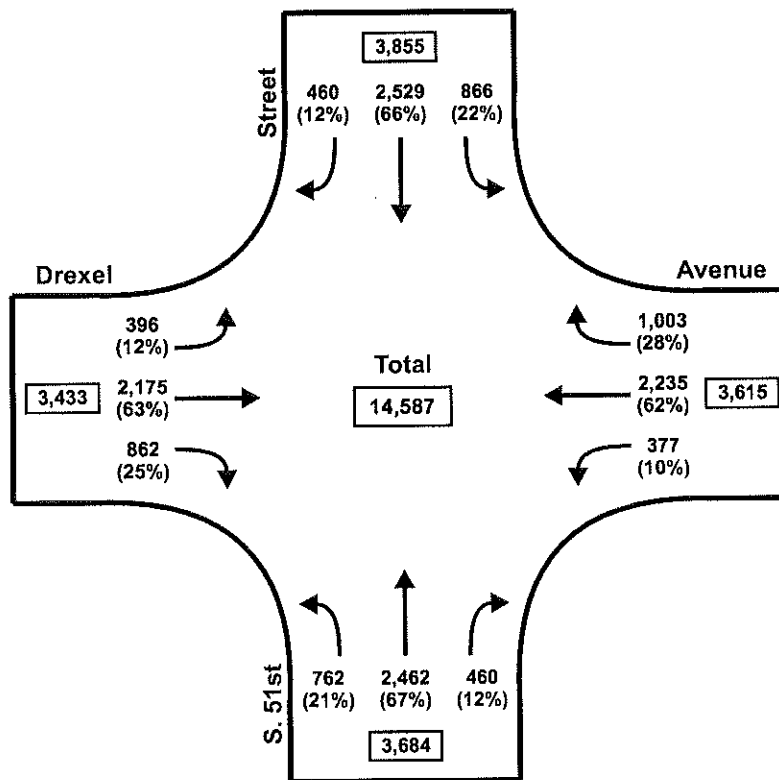 3,855
Street
460 2,529 866
(12%) (66%) (22%)
Drexel
Avenue
396
(12%)
1,003
(28%)
Total
3,433
2,175
(63%)
14,587
2,235
(62%)
3,615
862
(25%)
377
(10%)
S. 51st
762 2,462 460
(21%) (67%) (12%)
3,684